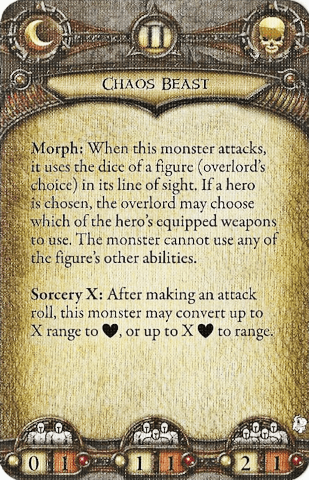 II
CHAOS BEAST
Morph: When this monster attacks,
it uses the dice of a figure (overlord's
choice) in its line of sight. If a hero
is chosen, the overlord may choose
which of the hero's equipped weapons
to use. The monster cannot use any of
the figure's other abilities.
Sorcery X: After making an attack
roll, this monster may convert up to
X range to ♥, or up to X ♥ to range.
0 1 1 1 2 1